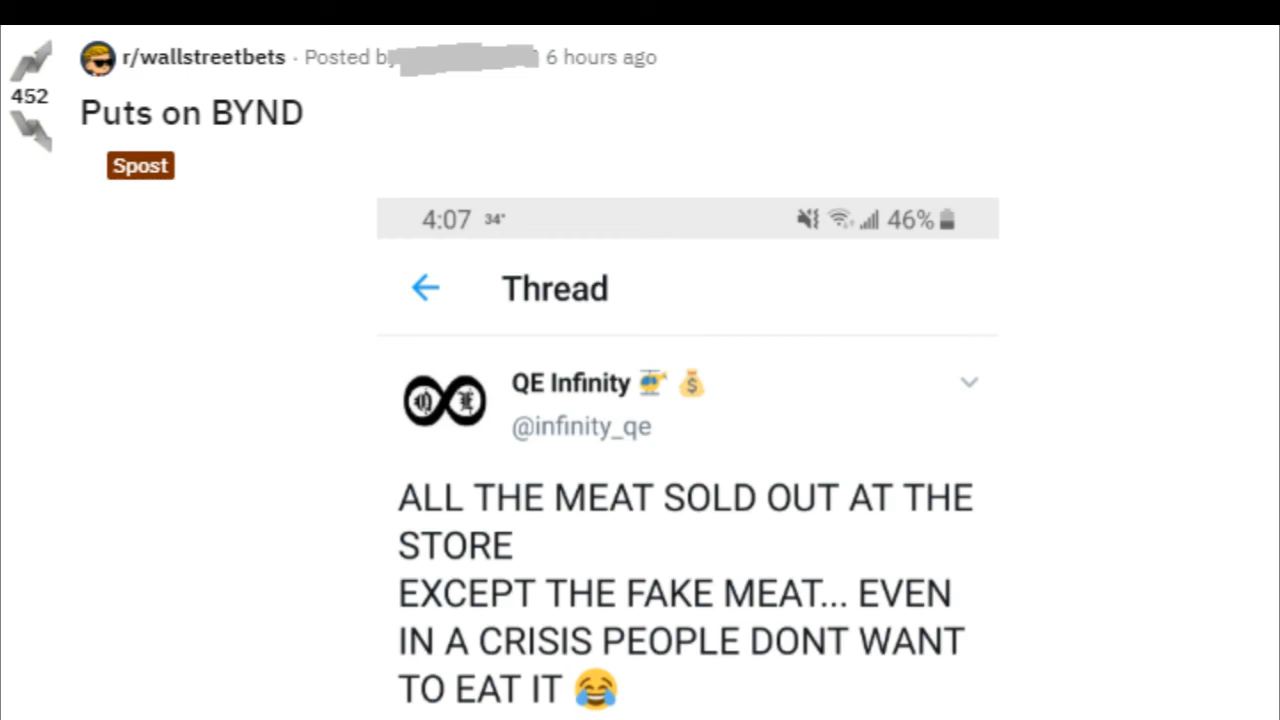 r/wallstreetbets · Posted by 6 hours ago
452
Puts on BYND
Spost
4:07 34° 46%
Thread
QE Infinity 🚁 💰
@infinity_qe
ALL THE MEAT SOLD OUT AT THE
STORE
EXCEPT THE FAKE MEAT... EVEN
IN A CRISIS PEOPLE DONT WANT
TO EAT IT 😂